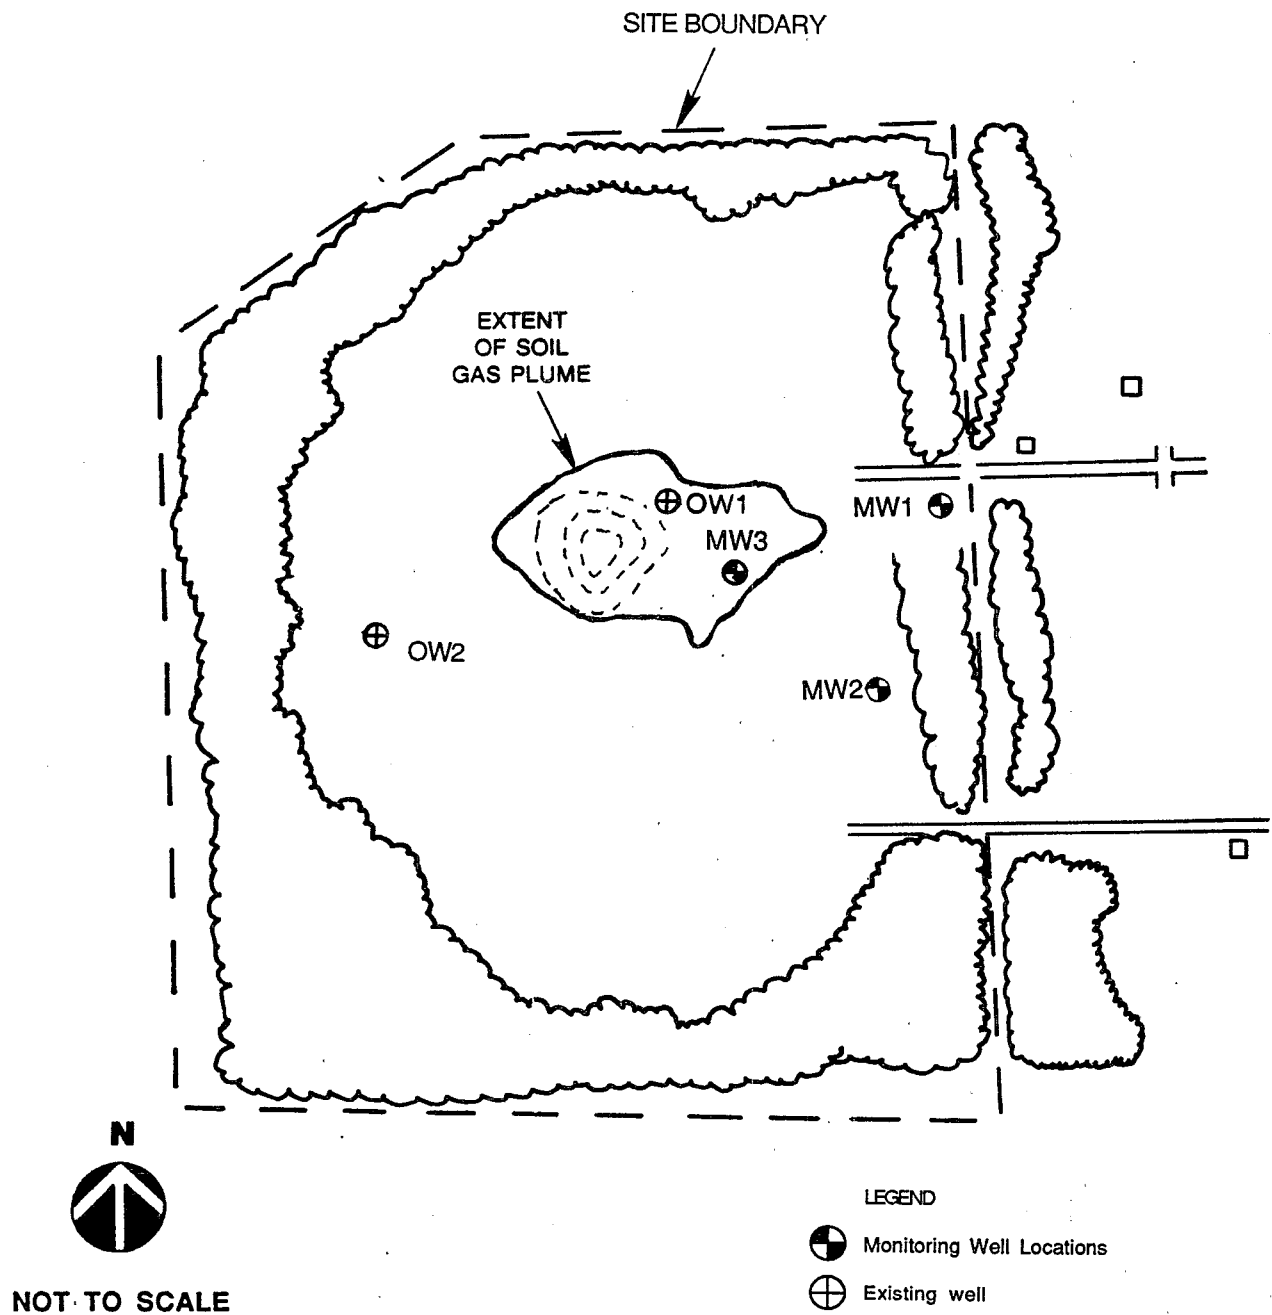 SITE BOUNDARY
EXTENT
OF SOIL
GAS PLUME
OW1
MW1
MW3
OW2
MW2
N
LEGEND
Monitoring Well Locations
NOT TO SCALE
Existing well